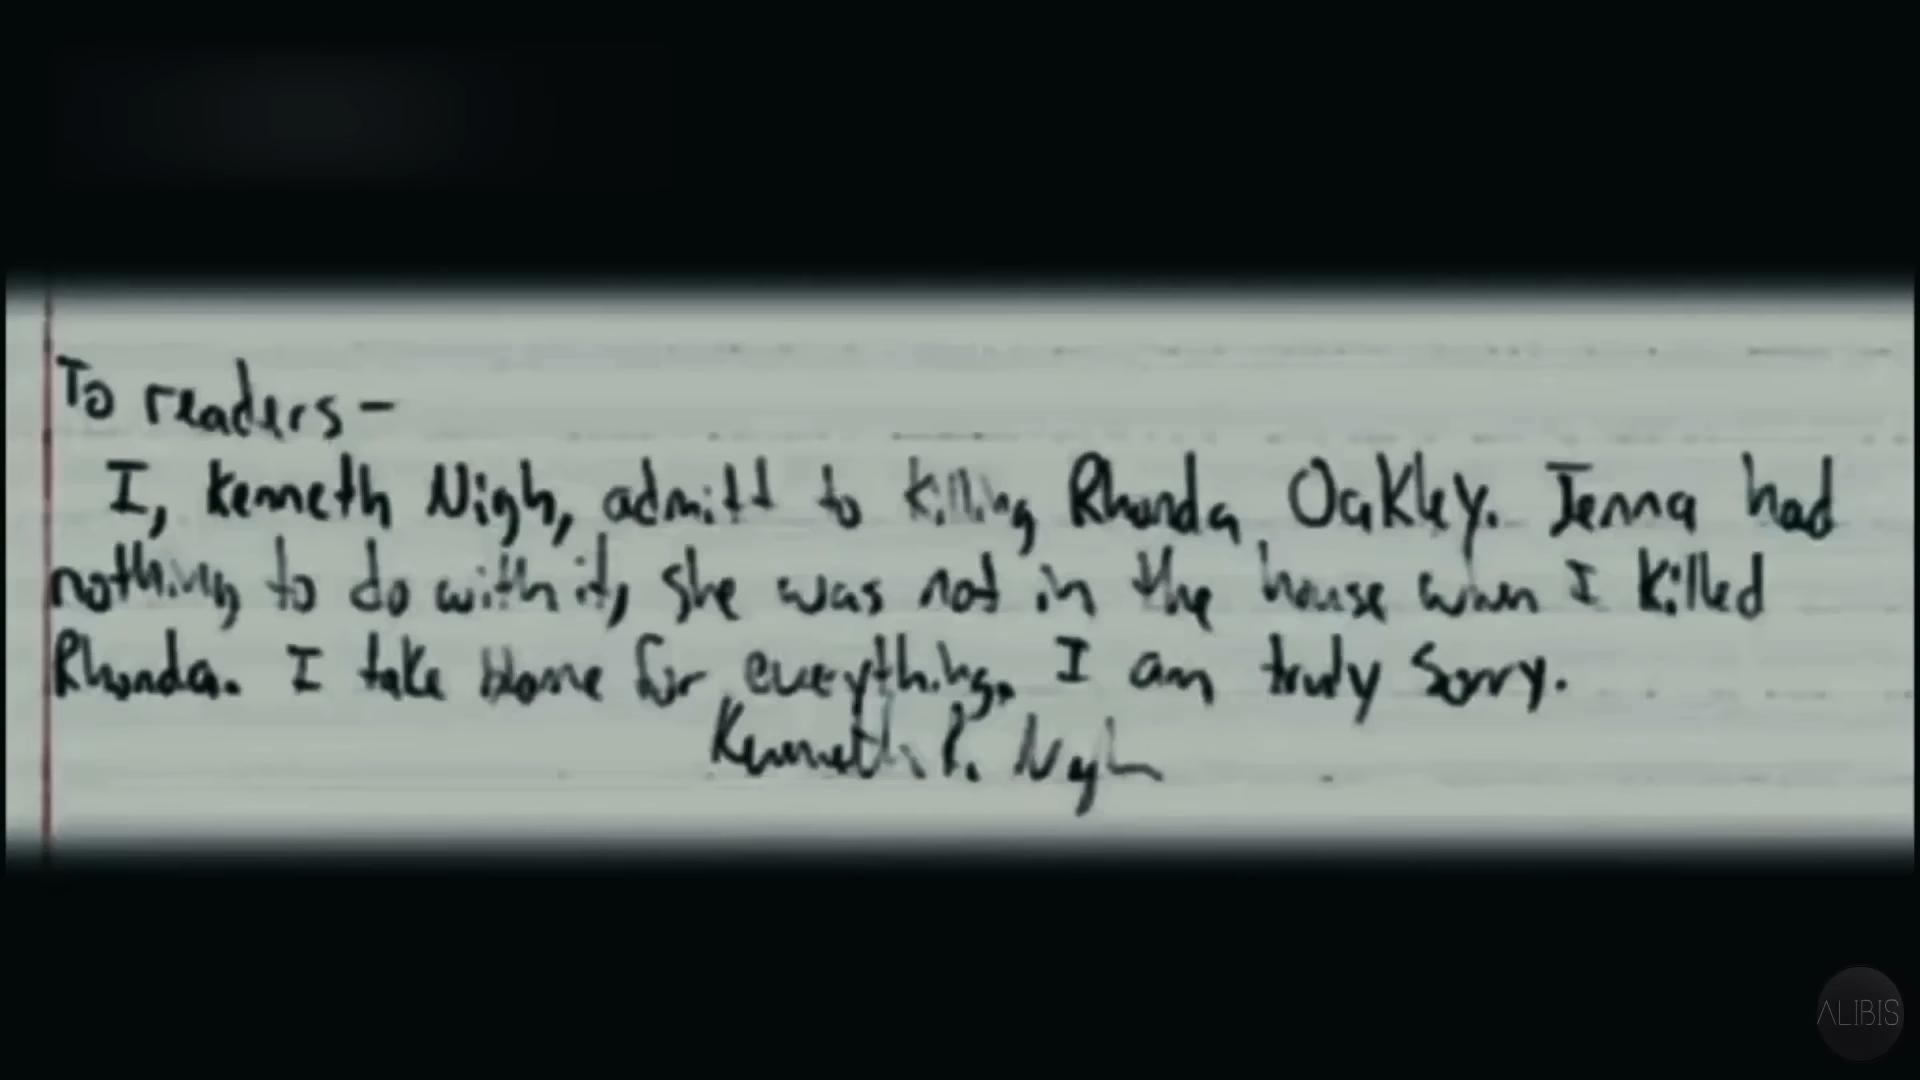 To readers-
I, Kenneth Nigh, admitt to killing Rhonda Oakley. Jenna had
nothing to do with it, she was not in the house when I killed
Rhonda. I take blame for everything. I am truly sorry.
Kenneth P. Nigh
ALIBIS